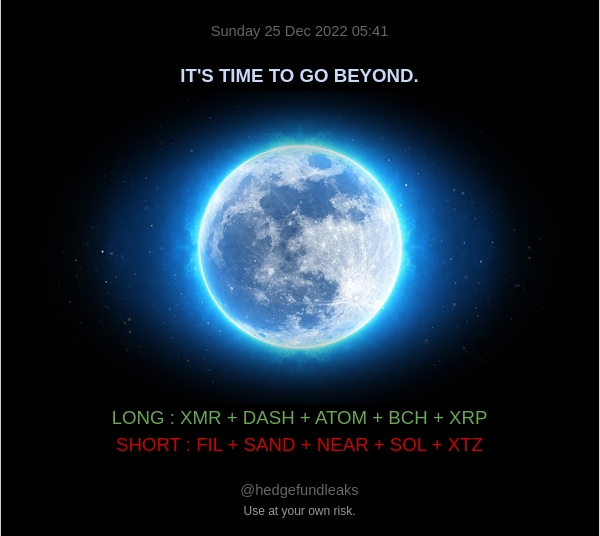 Sunday 25 Dec 2022 05:41
IT'S TIME TO GO BEYOND.
LONG : XMR + DASH + ATOM + BCH + XRP
SHORT : FIL + SAND + NEAR + SOL + XTZ
@hedgefundleaks
Use at your own risk.